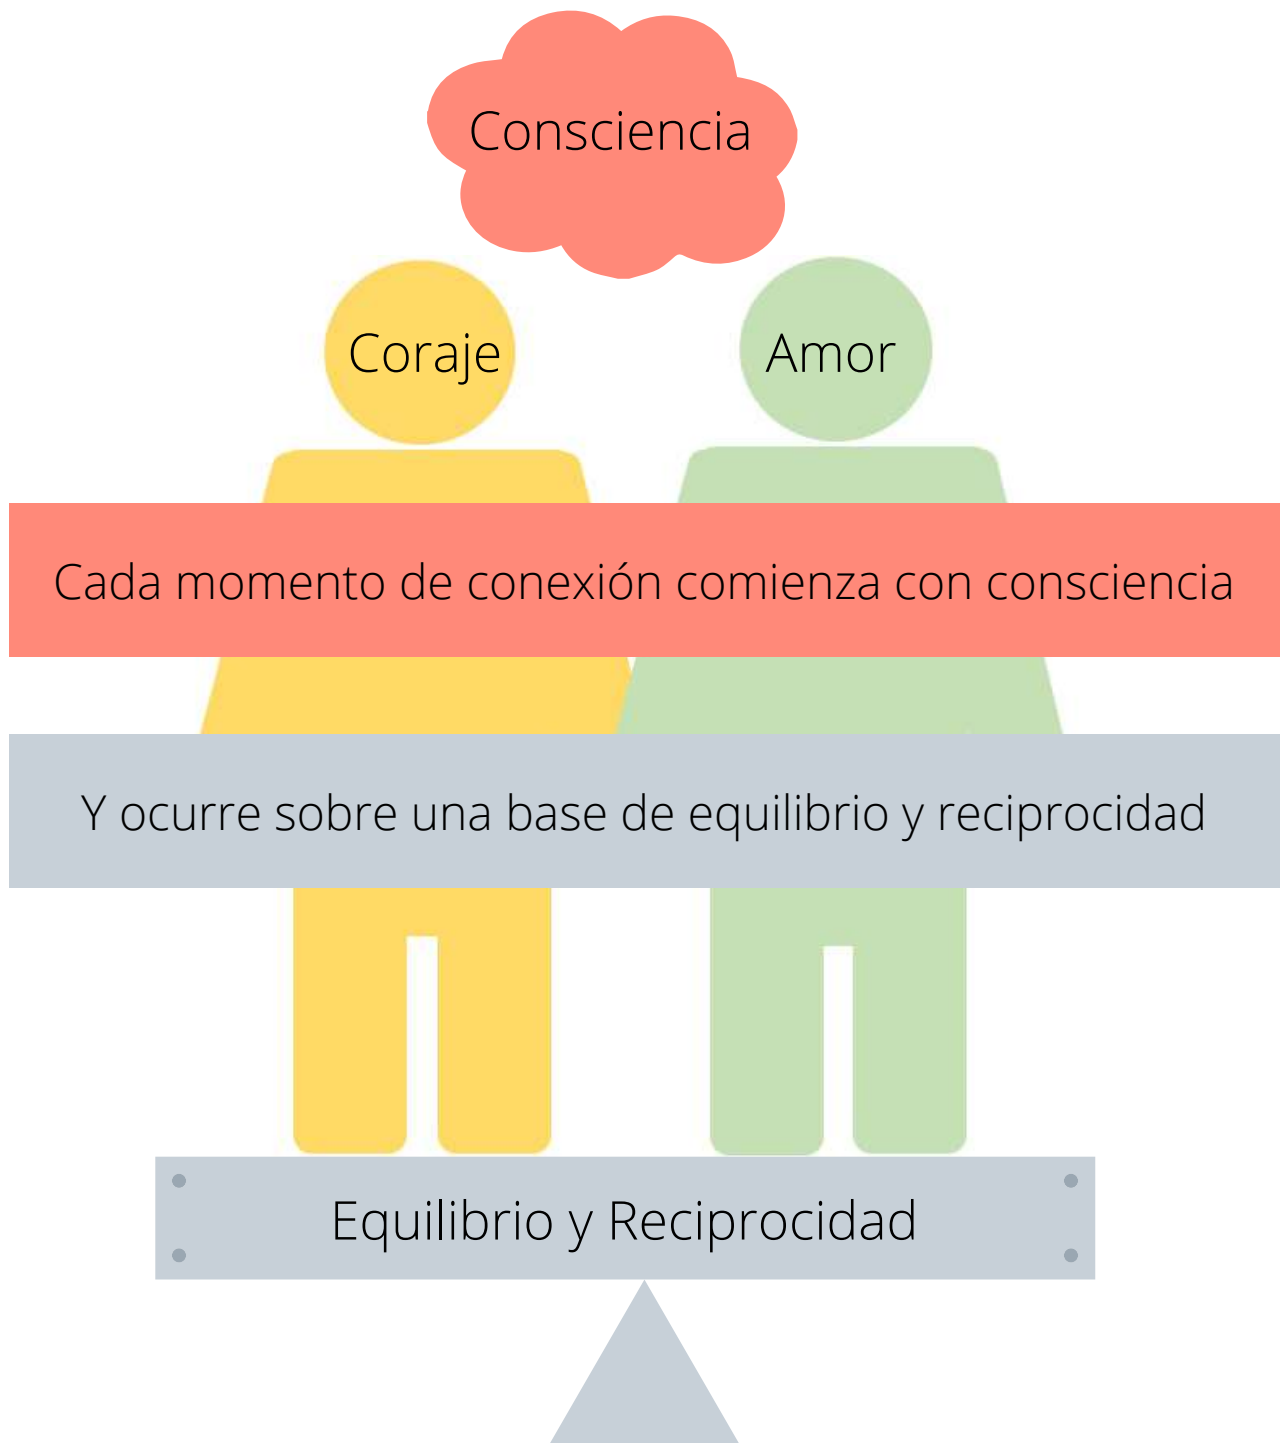 Consciencia
Coraje
Amor
Cada momento de conexión comienza con consciencia
Y ocurre sobre una base de equilibrio y reciprocidad
Equilibrio y Reciprocidad